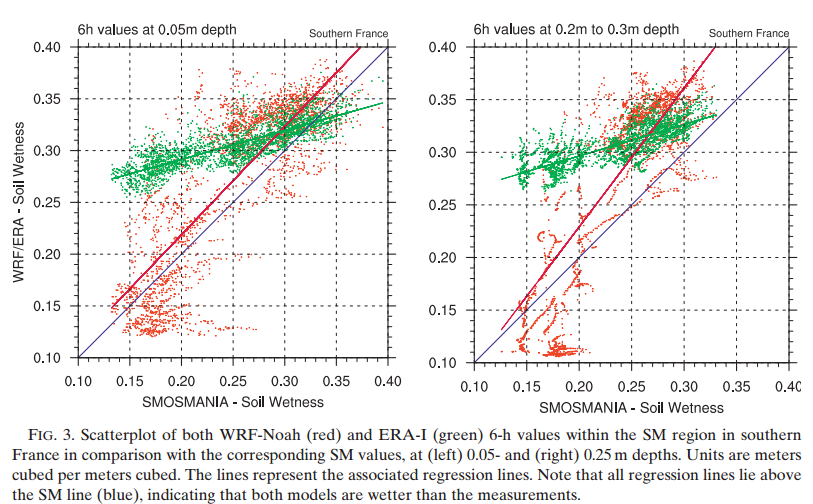 6h values at 0.05m depth
Southern France
0.40
0.35
0.30
0.25
0.20
0.15
0.10
WRF/ERA - Soil Wetness
0.10 0.15 0.20 0.25 0.30 0.35 0.40
SMOSMANIA - Soil Wetness
6h values at 0.2m to 0.3m depth
Southern France
0.40
0.35
0.30
0.25
0.20
0.15
0.10
0.10 0.15 0.20 0.25 0.30 0.35 0.40
SMOSMANIA - Soil Wetness
FIG. 3. Scatterplot of both WRF-Noah (red) and ERA-I (green) 6-h values within the SM region in southern
France in comparison with the corresponding SM values, at (left) 0.05- and (right) 0.25 m depths. Units are meters
cubed per meters cubed. The lines represent the associated regression lines. Note that all regression lines lie above
the SM line (blue), indicating that both models are wetter than the measurements.